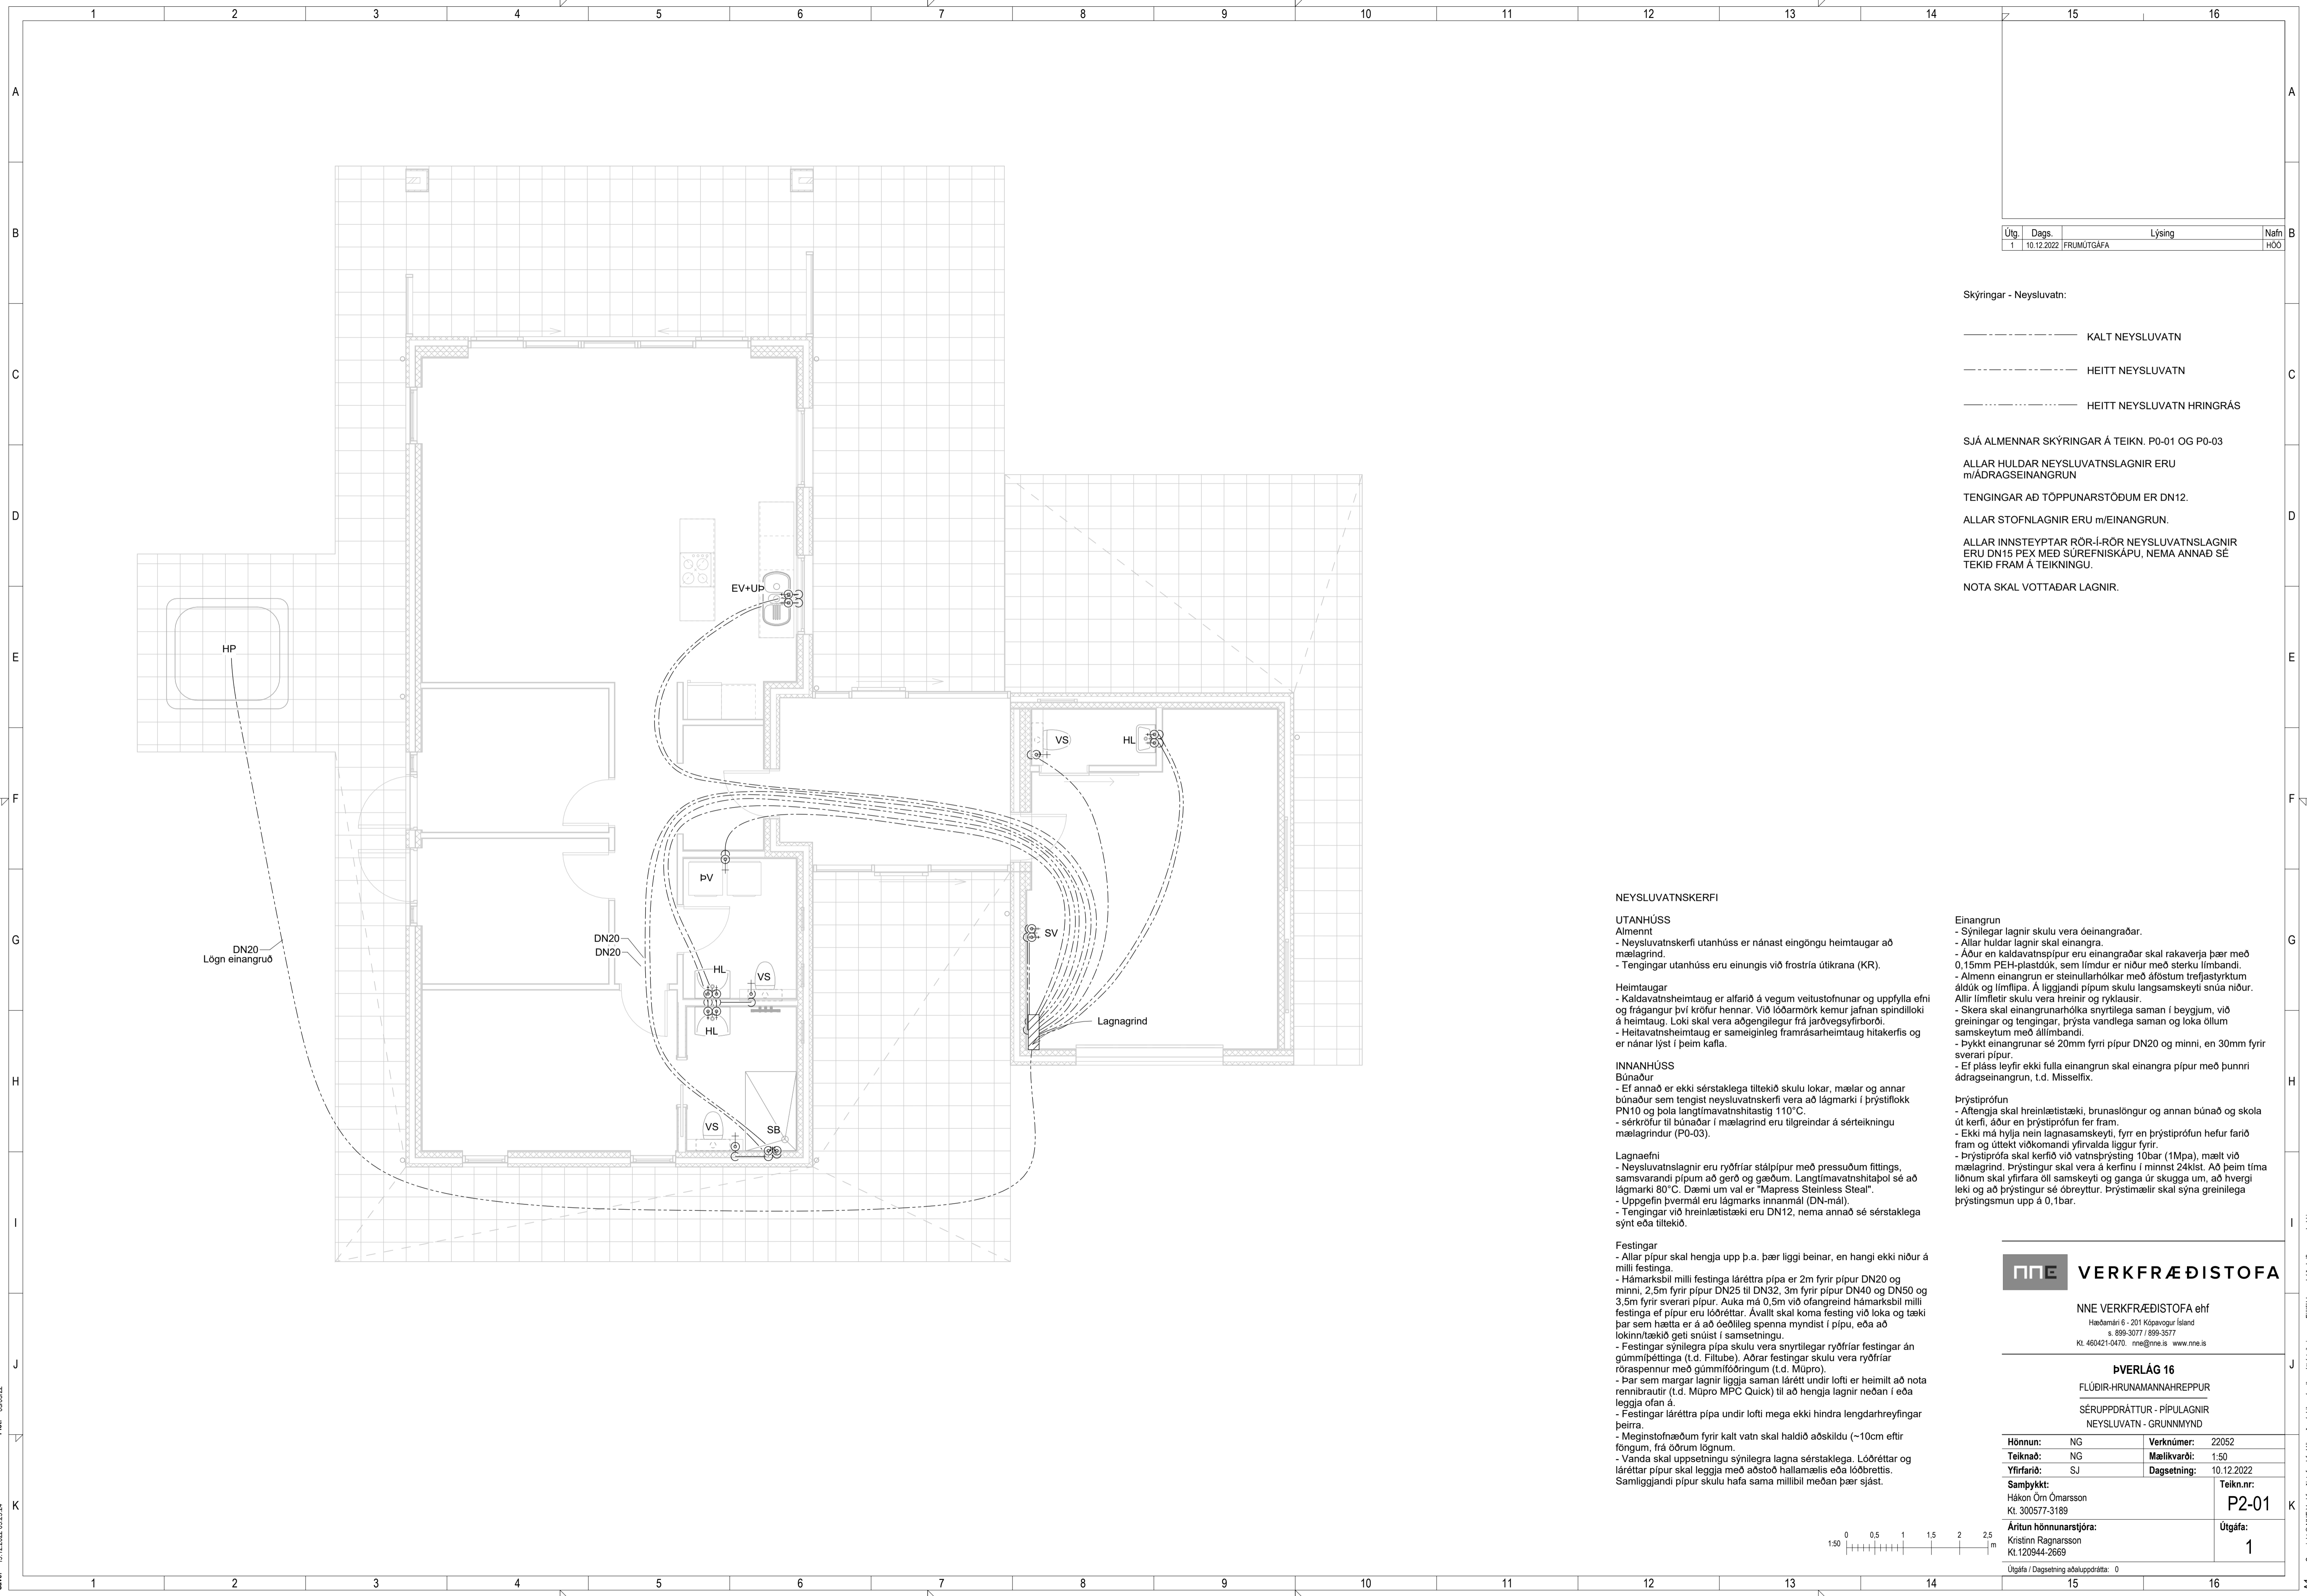 1 2 3 4 5 6 7 8 9 10 11 12 13 14 15 16
A
A
B
B
C
C
D
D
E
E
F
F
G
G
H
H
I
I
J
J
K
K
Útg. Dags. Lýsing Nafn
1 10.12.2022 FRUMÚTGÁFA HÖÓ
Skýringar - Neysluvatn:
KALT NEYSLUVATN
HEITT NEYSLUVATN
HEITT NEYSLUVATN HRINGRÁS
SJÁ ALMENNAR SKÝRINGAR Á TEIKN. P0-01 OG P0-03
ALLAR HULDAR NEYSLUVATNSLAGNIR ERU
m/ÁDRAGSEINANGRUN
TENGINGAR AÐ TÖPPUNARSTÖÐUM ER DN12.
ALLAR STOFNLAGNIR ERU m/EINANGRUN.
ALLAR INNSTEYPTAR RÖR-Í-RÖR NEYSLUVATNSLAGNIR
ERU DN15 PEX MEÐ SÚREFNISKÁPU, NEMA ANNAÐ SÉ
TEKIÐ FRAM Á TEIKNINGU.
NOTA SKAL VOTTAÐAR LAGNIR.
EV+UÞ
HP
VS
HL
ÞV
SV
DN20
Lögn einangruð
DN20
DN20
HL
VS
HL
Lagnagrind
VS
SB
NEYSLUVATNSKERFI
UTANHÚSS
Almennt
- Neysluvatnskerfi utanhúss er nánast eingöngu heimtaugar að
mælagrind.
- Tengingar utanhúss eru einungis við frostría útikrana (KR).
Heimtaugar
- Kaldavatnsheimtaug er alfarið á vegum veitustofnunar og uppfylla efni
og frágangur því kröfur hennar. Við lóðarmörk kemur jafnan spindilloki
á heimtaug. Loki skal vera aðgengilegur frá jarðvegsyfirborði.
- Heitavatnsheimtaug er sameiginleg framrásarheimtaug hitakerfis og
er nánar lýst í þeim kafla.
INNANHÚSS
Búnaður
- Ef annað er ekki sérstaklega tiltekið skulu lokar, mælar og annar
búnaður sem tengist neysluvatnskerfi vera að lágmarki í þrýstiflokk
PN10 og þola langtímavatnshitastig 110°C.
- sérkröfur til búnaðar í mælagrind eru tilgreindar á sérteikningu
mælagrindur (P0-03).
Lagnaefni
- Neysluvatnslagnir eru ryðfríar stálpípur með pressuðum fittings,
samsvarandi pípum að gerð og gæðum. Langtímavatnshitaþol sé að
lágmarki 80°C. Dæmi um val er "Mapress Steinless Steal".
- Uppgefin þvermál eru lágmarks innanmál (DN-mál).
- Tengingar við hreinlætistæki eru DN12, nema annað sé sérstaklega
sýnt eða tiltekið.
Festingar
- Allar pípur skal hengja upp þ.a. þær liggi beinar, en hangi ekki niður á
milli festinga.
- Hámarksbil milli festinga láréttra pípa er 2m fyrir pípur DN20 og
minni, 2,5m fyrir pípur DN25 til DN32, 3m fyrir pípur DN40 og DN50 og
3,5m fyrir sverari pípur. Auka má 0,5m við ofangreind hámarksbil milli
festinga ef pípur eru lóðréttar. Ávallt skal koma festing við loka og tæki
þar sem hætta er á að óeðlileg spenna myndist í pípu, eða að
lokinn/tækið geti snúist í samsetningu.
- Festingar sýnilegra pípa skulu vera snyrtilegar ryðfríar festingar án
gúmmíþéttinga (t.d. Filtube). Aðrar festingar skulu vera ryðfríar
röraspennur með gúmmífóðringum (t.d. Müpro).
- Þar sem margar lagnir liggja saman lárétt undir lofti er heimilt að nota
rennibrautir (t.d. Müpro MPC Quick) til að hengja lagnir neðan í eða
leggja ofan á.
- Festingar láréttra pípa undir lofti mega ekki hindra lengdarhreyfingar
þeirra.
- Meginstofnæðum fyrir kalt vatn skal haldið aðskildu (~10cm eftir
föngum, frá öðrum lögnum.
- Vanda skal uppsetningu sýnilegra lagna sérstaklega. Lóðréttar og
láréttar pípur skal leggja með aðstoð hallamælis eða lóðbrettis.
Samliggjandi pípur skulu hafa sama millibil meðan þær sjást.
Einangrun
- Sýnilegar lagnir skulu vera óeinangraðar.
- Allar huldar lagnir skal einangra.
- Áður en kaldavatnspípur eru einangraðar skal rakaverja þær með
0,15mm PEH-plastdúk, sem límdur er niður með sterku límbandi.
- Almenn einangrun er steinullarhólkar með áföstum trefjastyrktum
áldúk og límflipa. Á liggjandi pípum skulu langsamskeyti snúa niður.
Allir límfletir skulu vera hreinir og ryklausir.
- Skera skal einangrunarhólka snyrtilega saman í beygjum, við
greiningar og tengingar, þrýsta vandlega saman og loka öllum
samskeytum með állímbandi.
- Þykkt einangrunar sé 20mm fyrri pípur DN20 og minni, en 30mm fyrir
sverari pípur.
- Ef pláss leyfir ekki fulla einangrun skal einangra pípur með þunnri
ádragseinangrun, t.d. Misselfix.
Þrýstiprófun
- Aftengja skal hreinlætistæki, brunaslöngur og annan búnað og skola
út kerfi, áður en þrýstiprófun fer fram.
- Ekki má hylja nein lagnasamskeyti, fyrr en þrýstiprófun hefur farið
fram og úttekt viðkomandi yfirvalda liggur fyrir.
- Þrýstiprófa skal kerfið við vatnsþrýsting 10bar (1Mpa), mælt við
mælagrind. Þrýstingur skal vera á kerfinu í minnst 24klst. Að þeim tíma
liðnum skal yfirfara öll samskeyti og ganga úr skugga um, að hvergi
leki og að þrýstingur sé óbreyttur. Þrýstimælir skal sýna greinilega
þrýstingsmun upp á 0,1bar.
nne VERKFRÆÐISTOFA
NNE VERKFRÆÐISTOFA ehf
Hæðamári 6 - 201 Kópavogur Ísland
s. 899-3077 / 899-3577
Kt. 460421-0470. nne@nne.is www.nne.is
ÞVERLÁG 16
FLÚÐIR-HRUNAMANNAHREPPUR
SÉRUPPDRÁTTUR - PÍPULAGNIR
NEYSLUVATN - GRUNNMYND
Hönnun: NG Verknúmer: 22052
Teiknað: NG Mælikvarði: 1:50
Yfirfarið: SJ Dagsetning: 10.12.2022
Samþykkt: Teikn.nr:
Hákon Örn Ómarsson
Kt. 300577-3189
P2-01
Áritun hönnunarstjóra: Útgáfa:
Kristinn Ragnarsson
Kt.120944-2669
1
Útgáfa / Dagsetning aðaluppdrátta: 0
1:50 0 0,5 1 1,5 2 2,5 m
1 2 3 4 5 6 7 8 9 10 11 12 13 14 15 16